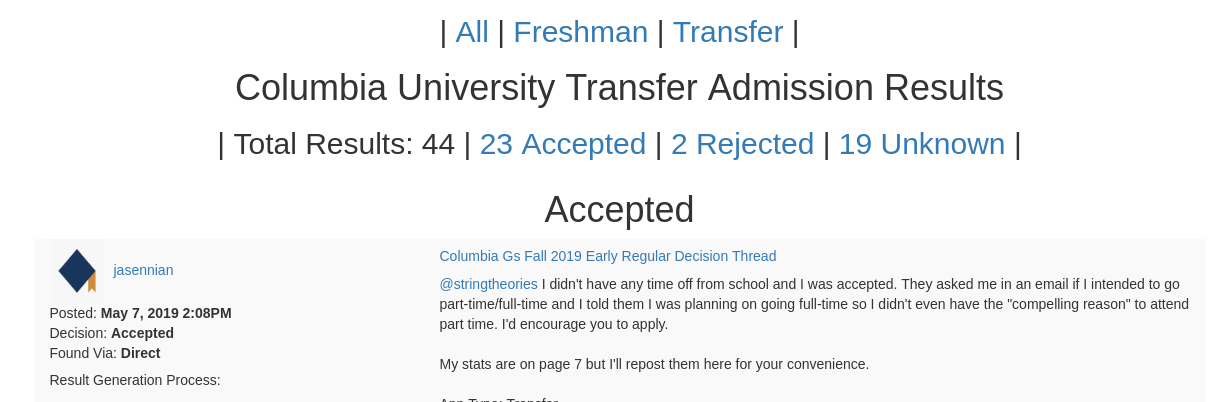 | All | Freshman | Transfer |
Columbia University Transfer Admission Results
| Total Results: 44 | 23 Accepted | 2 Rejected | 19 Unknown |
Accepted
jasennian
Posted: May 7, 2019 2:08PM
Decision: Accepted
Found Via: Direct
Result Generation Process:
Columbia Gs Fall 2019 Early Regular Decision Thread
@stringtheories I didn't have any time off from school and I was accepted. They asked me in an email if I intended to go
part-time/full-time and I told them I was planning on going full-time so I didn't even have the "compelling reason" to attend
part time. I'd encourage you to apply.
My stats are on page 7 but I'll repost them here for your convenience.
App Type: Transfer